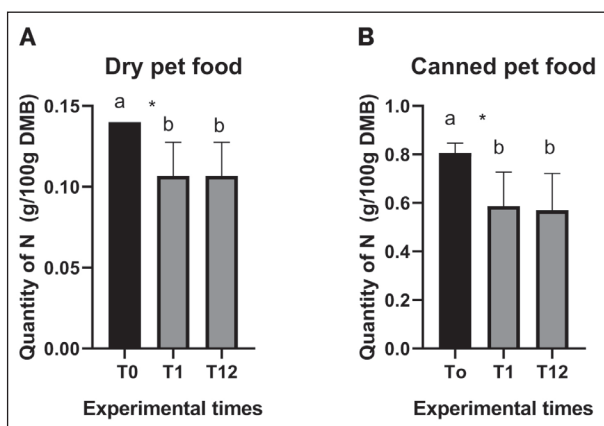 A
Dry pet food
Quantity of N (g/100g DMB)
0.15
0.10
0.05
0.00
a * b b
T0 T1 T12
Experimental times
B
Canned pet food
Quantity of N (g/100g DMB)
1.0
0.8
0.6
0.4
0.2
0.0
a * b b
To T1 T12
Experimental times